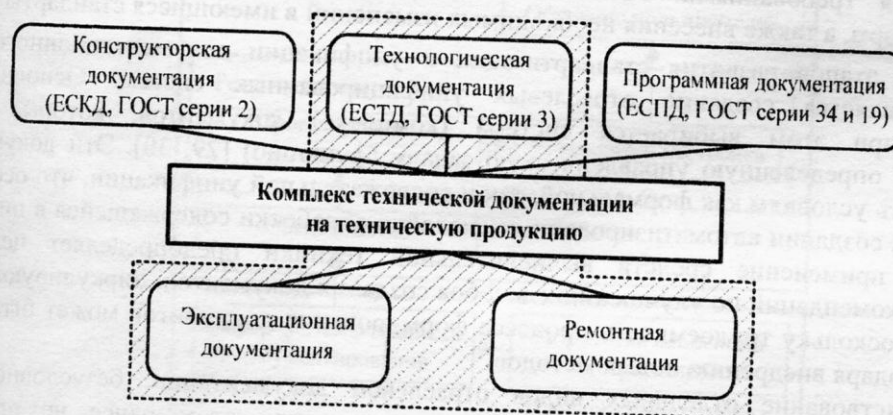 Конструкторская
документация
(ЕСКД, ГОСТ серии 2)
Технологическая
документация
(ЕСТД, ГОСТ серии 3)
Программная документация
(ЕСПД, ГОСТ серии 34 и 19)
Комплекс технической документации
на техническую продукцию
Эксплуатационная
документация
Ремонтная
документация